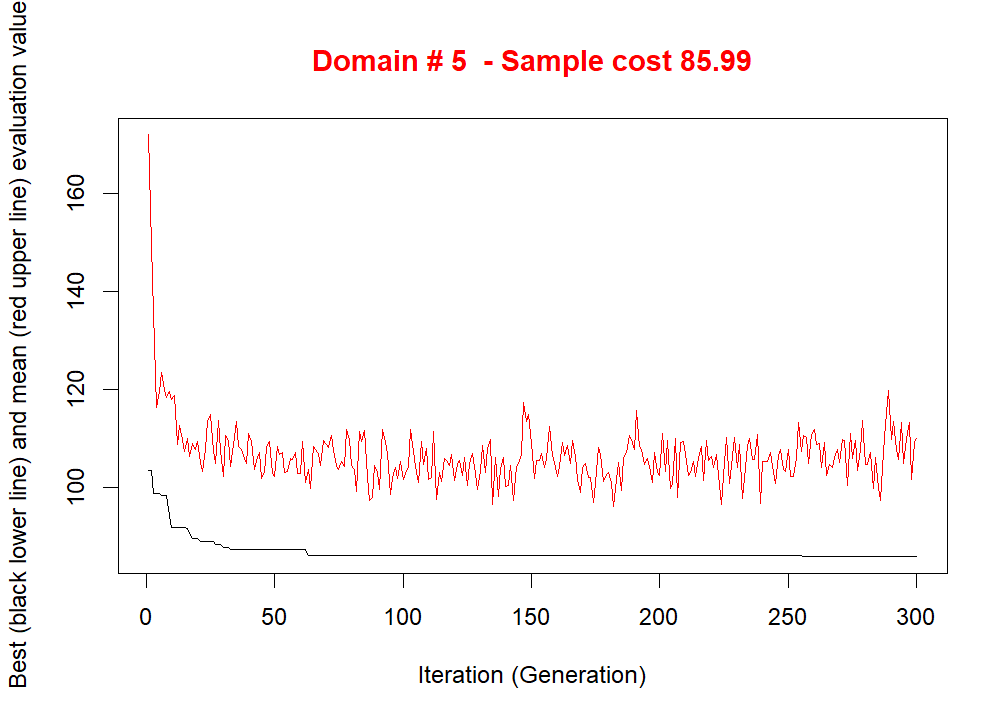 Domain # 5  - Sample cost 85.99
Best (black lower line) and mean (red upper line) evaluation value
160
140
120
100
0 50 100 150 200 250 300
Iteration (Generation)